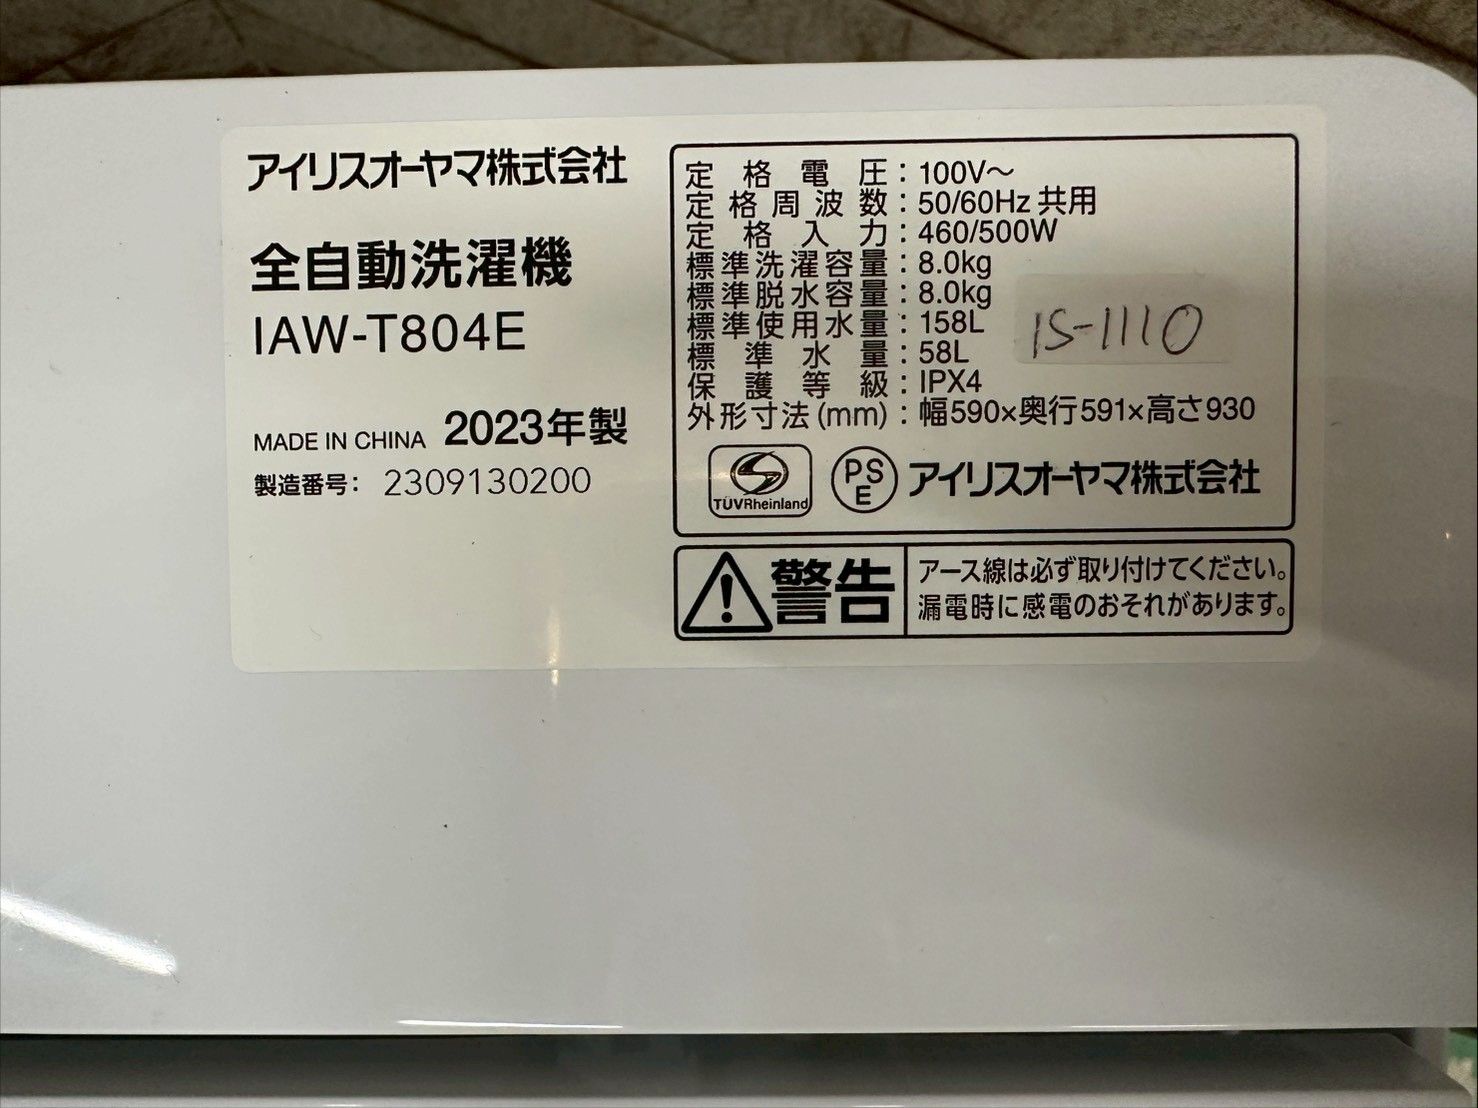 アイリスオーヤマ株式会社
全自動洗濯機
IAW-T804E
MADE IN CHINA 2023年製
製造番号: 2309130200
定格電圧:100V～
定格周波数:50/60Hz 共用
定格入力:460/500W
標準洗濯容量:8.0kg
標準脱水容量:8.0kg
標準使用水量:158L
標準水量:58L
保護等級:IPX4
外形寸法(mm):幅590×奥行591×高さ930
IS-1110
TÜVRheinland
PS
E
アイリスオーヤマ株式会社
警告
アース線は必ず取り付けてください。
漏電時に感電のおそれがあります。